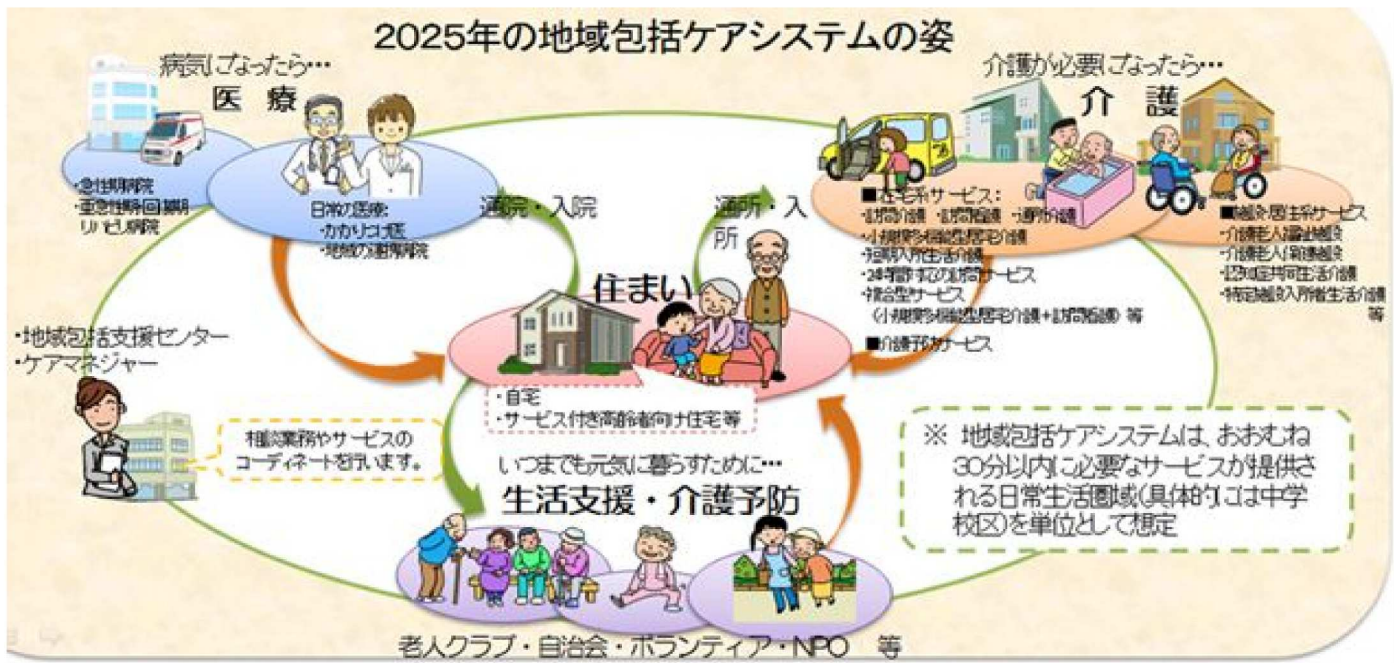 2025年の地域包括ケアシステムの姿
病気になったら…
医 療
・急性期病院
・亜急性期・回復期
リハビリ病院
日常の医療:
・かかりつけ医
・地域の連携病院
通院・入院
通所・入
所
介護が必要になったら…
介 護
■在宅系サービス:
・訪問介護 ・訪問看護 ・通所介護
・小規模多機能型居宅介護
・短期入所生活介護
・24時間対応の訪問サービス
・複合型サービス
(小規模多機能型居宅介護+訪問看護)等
■介護予防サービス
■施設・居住系サービス
・介護老人福祉施設
・介護老人保健施設
・認知症共同生活介護
・特定施設入所者生活介護
等
住まい
・自宅
・サービス付き高齢者向け住宅等
・地域包括支援センター
・ケアマネジャー
相談業務やサービスの
コーディネートを行います。
いつまでも元気に暮らすために…
生活支援・介護予防
老人クラブ・自治会・ボランティア・NPO 等
※ 地域包括ケアシステムは、おおむね
30分以内に必要なサービスが提供さ
れる日常生活圏域(具体的には中学
校区)を単位として想定